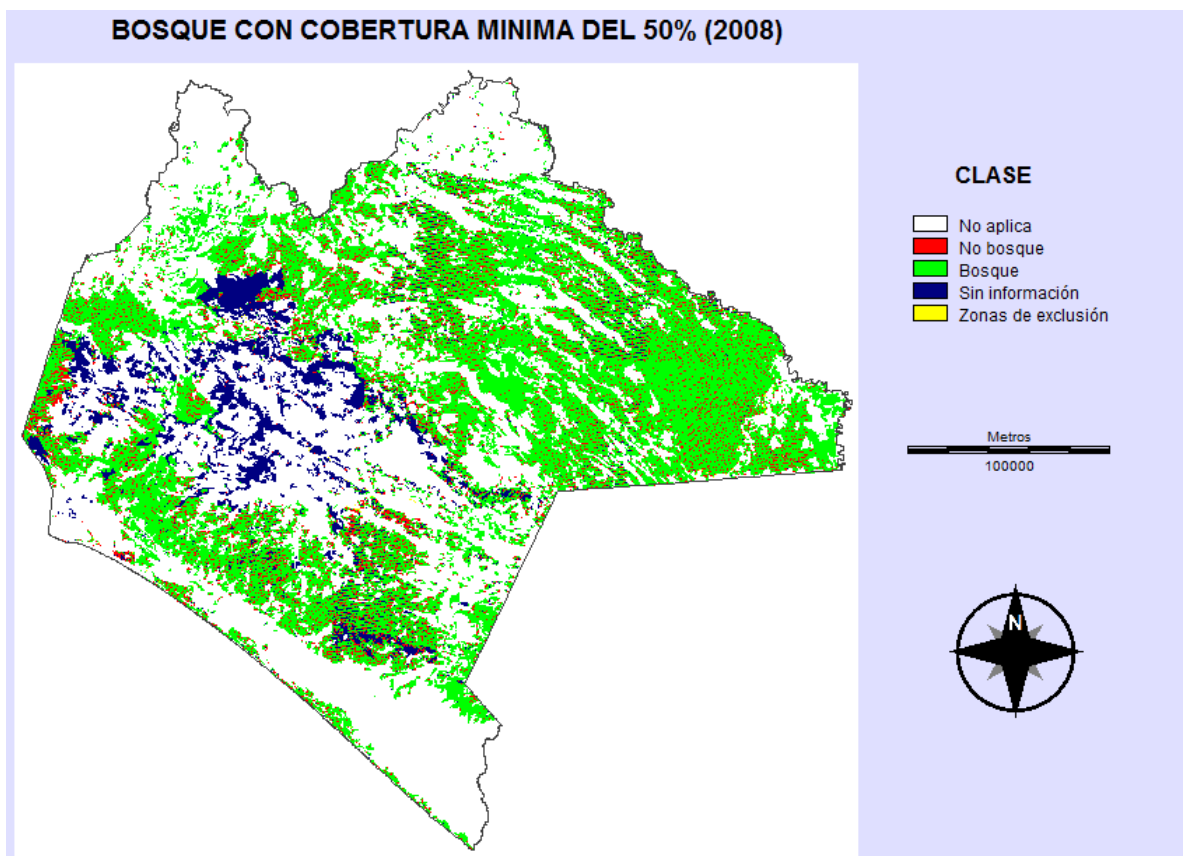 BOSQUE CON COBERTURA MINIMA DEL 50% (2008)
CLASE
No aplica
No bosque
Bosque
Sin información
Zonas de exclusión
Metros
100000
N